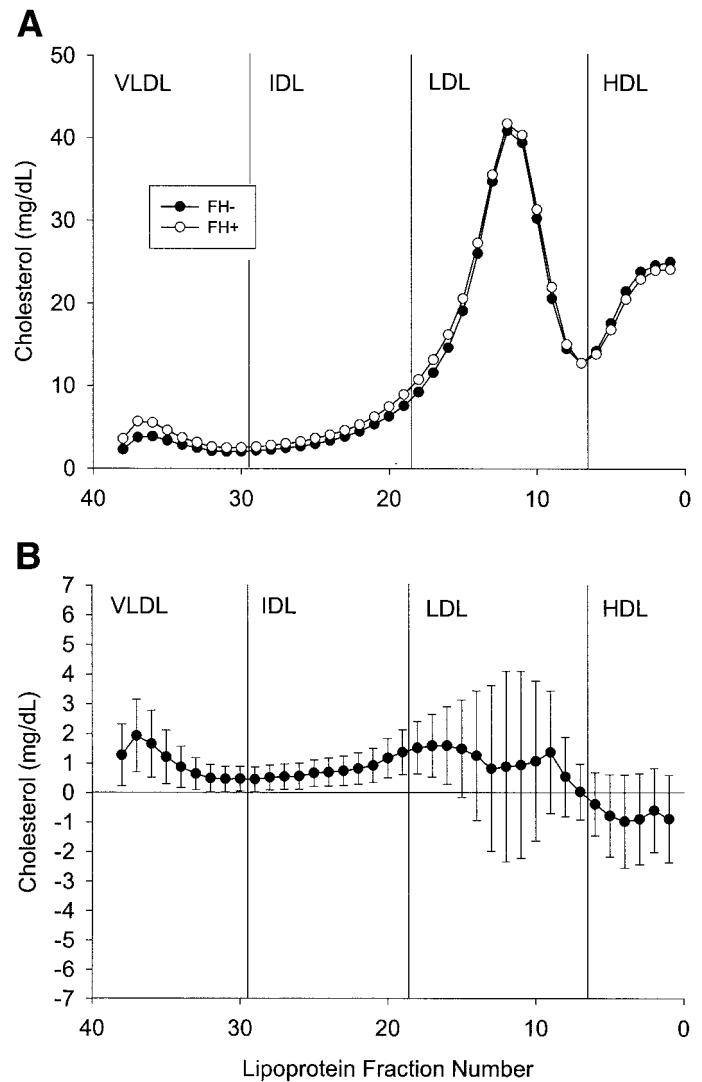 A
50
40
30
20
10
0
Cholesterol (mg/dL)
VLDL IDL LDL HDL
FH-
FH+
40 30 20 10 0
B
7
6
5
4
3
2
1
0
-1
-2
-3
-4
-5
-6
-7
Cholesterol (mg/dL)
VLDL IDL LDL HDL
40 30 20 10 0
Lipoprotein Fraction Number